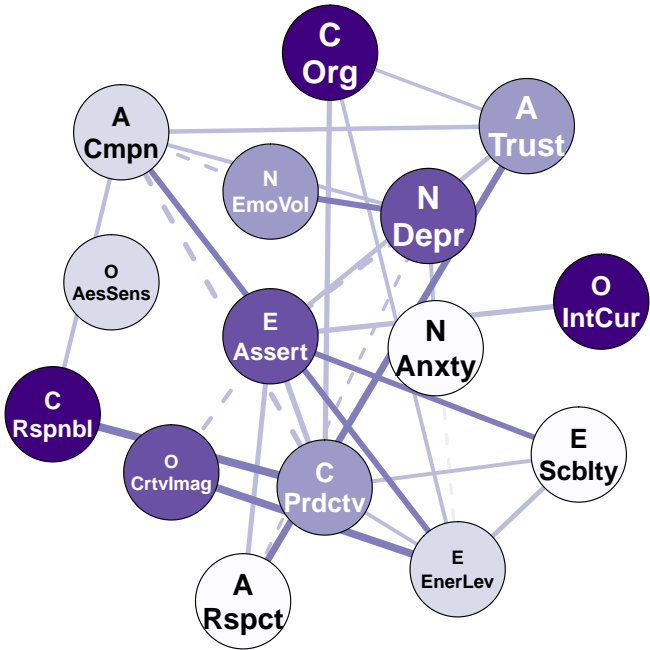 C
Org
A
Trust
A
Cmpn
N
EmoVol
N
Depr
O
AesSens
O
IntCur
E
Assert
N
Anxty
C
Rspnbl
E
Scblty
O
CrtvImag
C
Prdctv
E
EnerLev
A
Rspct